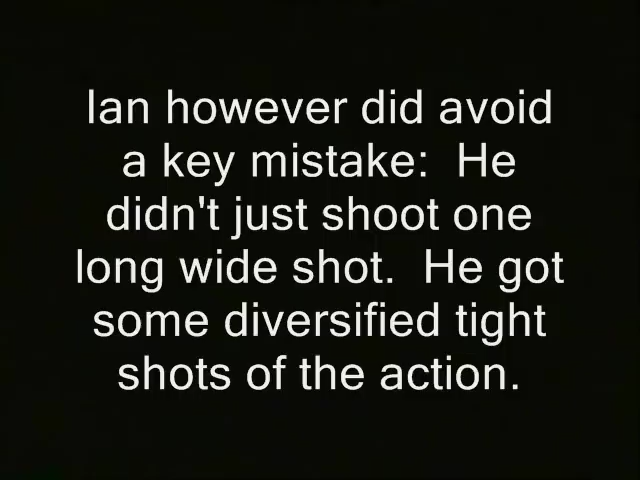 Ian however did avoid
a key mistake:  He
didn't just shoot one
long wide shot.  He got
some diversified tight
shots of the action.